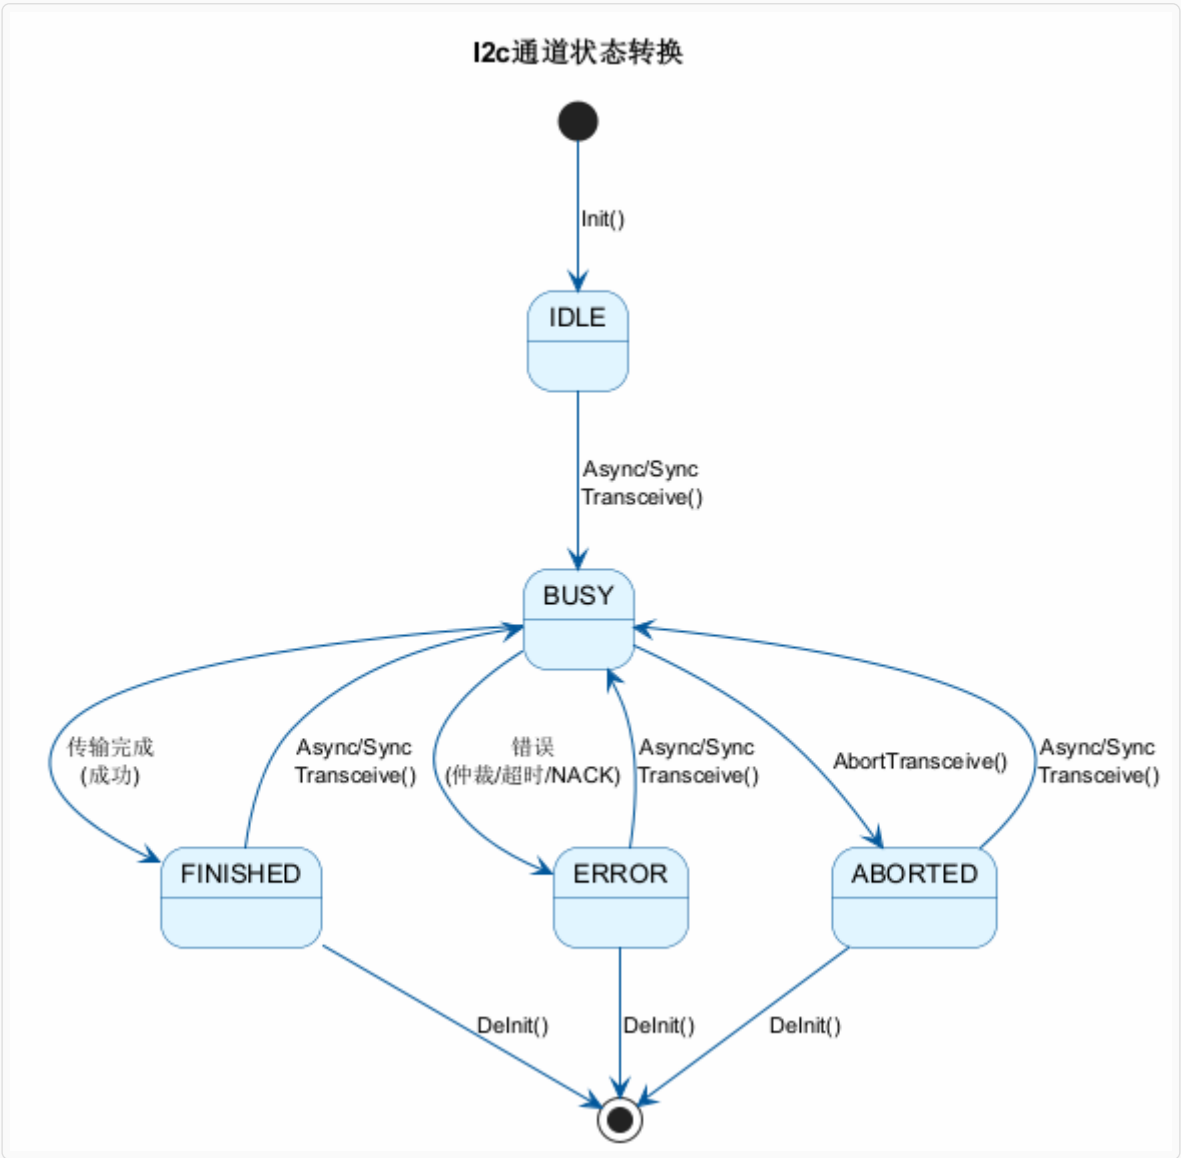 I2c通道状态转换
Init()
IDLE
Async/Sync
Transceive()
BUSY
传输完成
(成功)
Async/Sync
Transceive()
错误
(仲裁/超时/NACK)
Async/Sync
Transceive()
AbortTransceive()
Async/Sync
Transceive()
FINISHED
ERROR
ABORTED
DeInit()
DeInit()
DeInit()